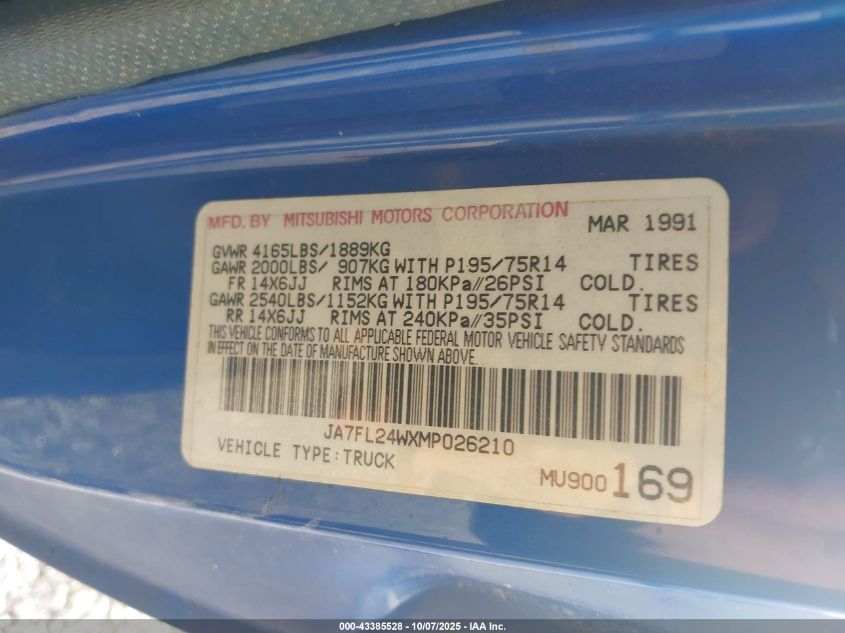 MFD. BY MITSUBISHI MOTORS CORPORATION MAR 1991
GVWR 4165LBS/1889KG
GAWR 2000LBS/ 907KG WITH P195/75R14 TIRES
FR 14X6JJ RIMS AT 180KPa//26PSI COLD.
GAWR 2540LBS/1152KG WITH P195/75R14 TIRES
RR 14X6JJ RIMS AT 240KPa//35PSI COLD.
THIS VEHICLE CONFORMS TO ALL APPLICABLE FEDERAL MOTOR VEHICLE SAFETY STANDARDS
IN EFFECT ON THE DATE OF MANUFACTURE SHOWN ABOVE.
JA7FL24WXMP026210
VEHICLE TYPE:TRUCK
MU900169
000-43385528 - 10/07/2025 - IAA Inc.